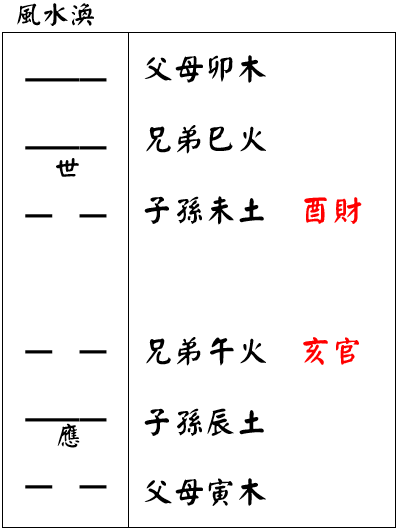 風水渙
父母卯木
兄弟巳火
世
子孫未土 酉財
兄弟午火 亥官
子孫辰土
應
父母寅木